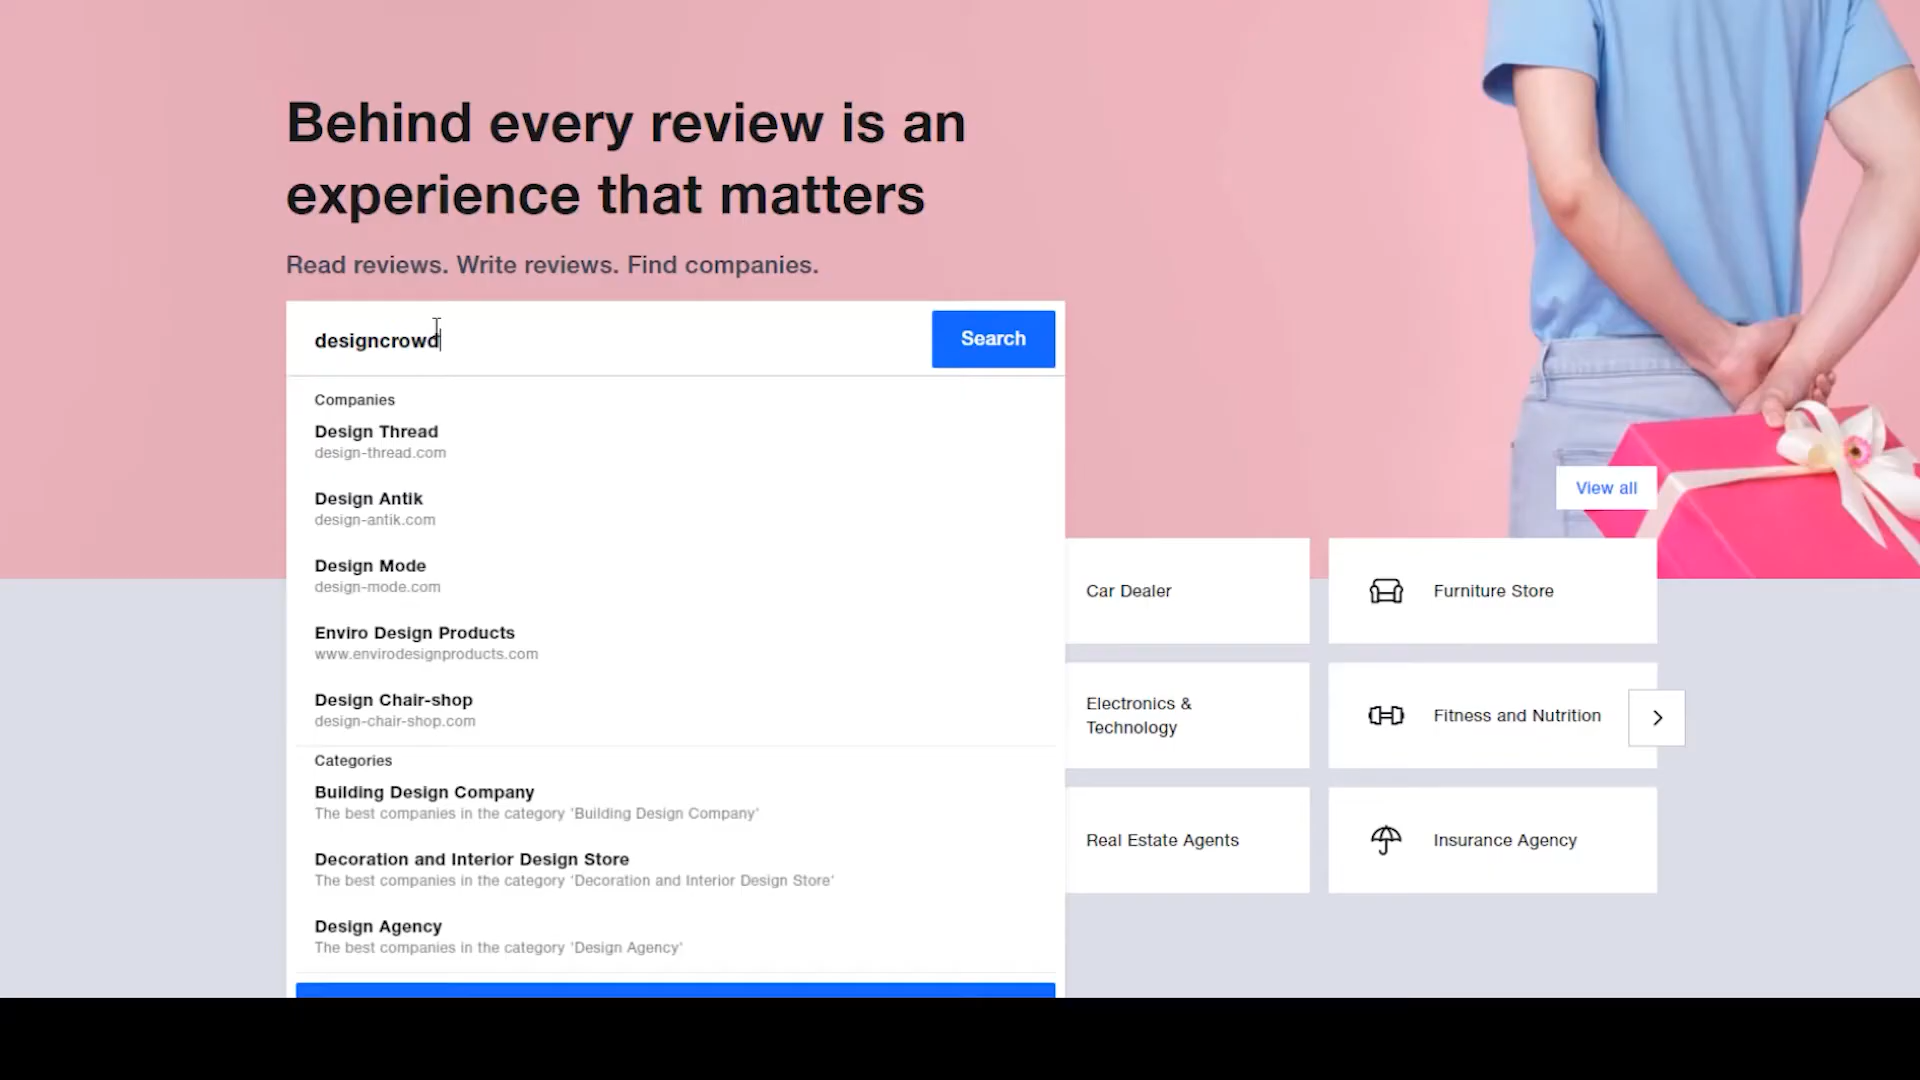 Behind every review is an
experience that matters
Read reviews. Write reviews. Find companies.
designcrowd
Search
Companies
Design Thread
design-thread.com
Design Antik
design-antik.com
Design Mode
design-mode.com
Enviro Design Products
www.envirodesignproducts.com
Design Chair-shop
design-chair-shop.com
Categories
Building Design Company
The best companies in the category 'Building Design Company'
Decoration and Interior Design Store
The best companies in the category 'Decoration and Interior Design Store'
Design Agency
The best companies in the category 'Design Agency'
View all
Car Dealer
Furniture Store
Electronics &
Technology
Fitness and Nutrition
Real Estate Agents
Insurance Agency